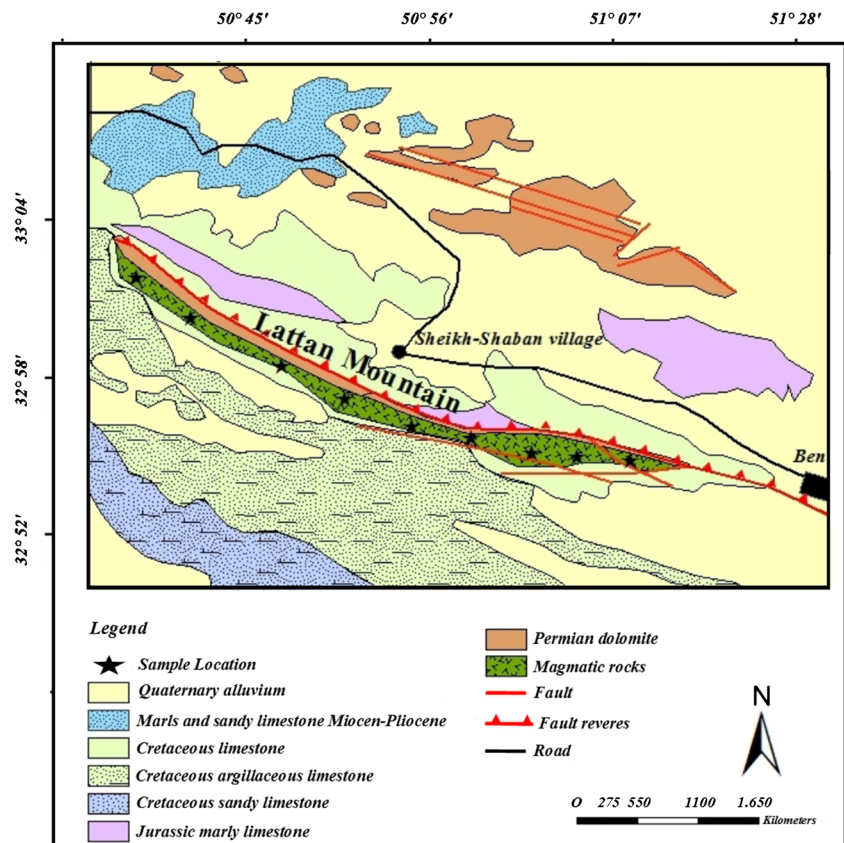 50° 45' 50° 56' 51° 07' 51° 28'
33° 04'
32° 58'
32° 52'
Lattan Mountain
Sheikh-Shaban village
Ben
Legend
Sample Location
Quaternary alluvium
Marls and sandy limestone Miocen-Pliocene
Cretaceous limestone
Cretaceous argillaceous limestone
Cretaceous sandy limestone
Jurassic marly limestone
Permian dolomite
Magmatic rocks
Fault
Fault reveres
Road
N
0 275 550 1100 1.650
Kilometers